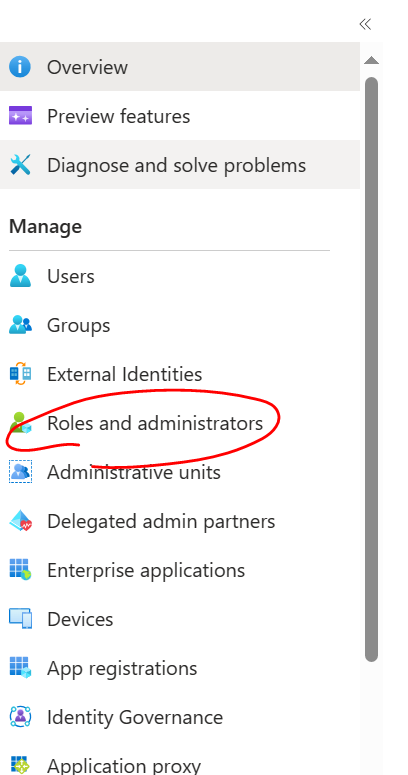 Overview
Preview features
Diagnose and solve problems
Manage
Users
Groups
External Identities
Roles and administrators
Administrative units
Delegated admin partners
Enterprise applications
Devices
App registrations
Identity Governance
Application proxy